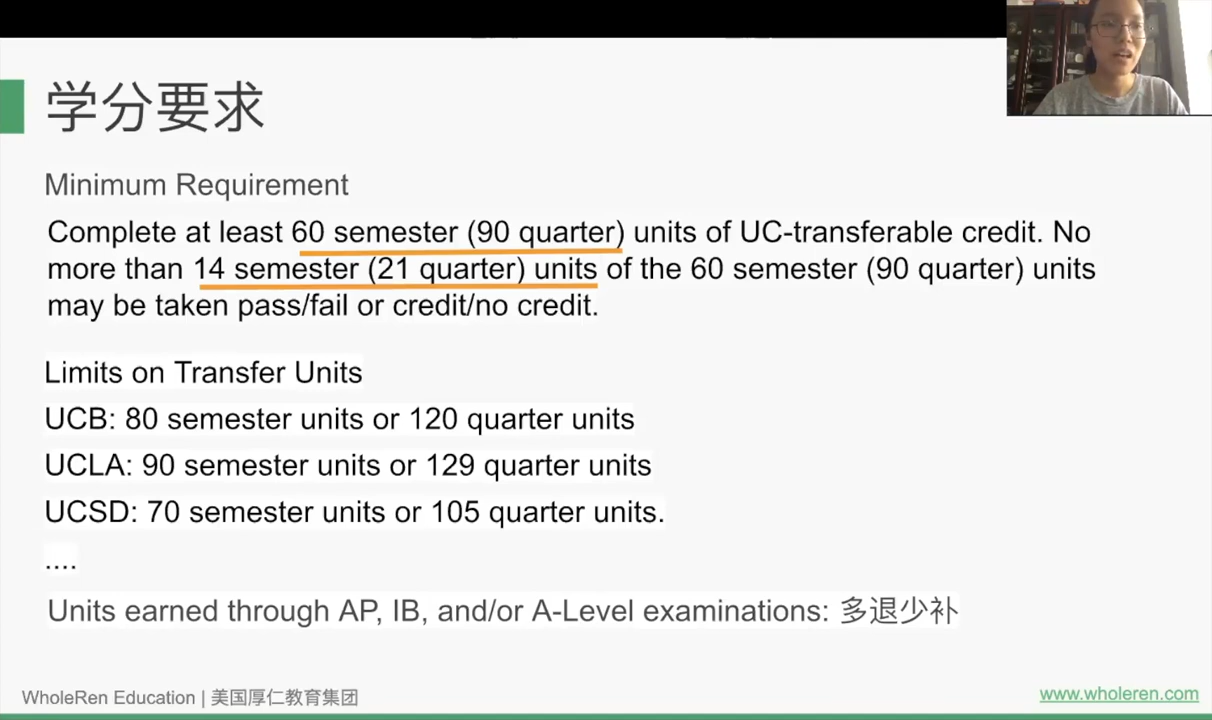 学分要求
Minimum Requirement
Complete at least 60 semester (90 quarter) units of UC-transferable credit. No
more than 14 semester (21 quarter) units of the 60 semester (90 quarter) units
may be taken pass/fail or credit/no credit.
Limits on Transfer Units
UCB: 80 semester units or 120 quarter units
UCLA: 90 semester units or 129 quarter units
UCSD: 70 semester units or 105 quarter units.
....
Units earned through AP, IB, and/or A-Level examinations: 多退少补
WholeRen Education | 美国厚仁教育集团
www.wholeren.com